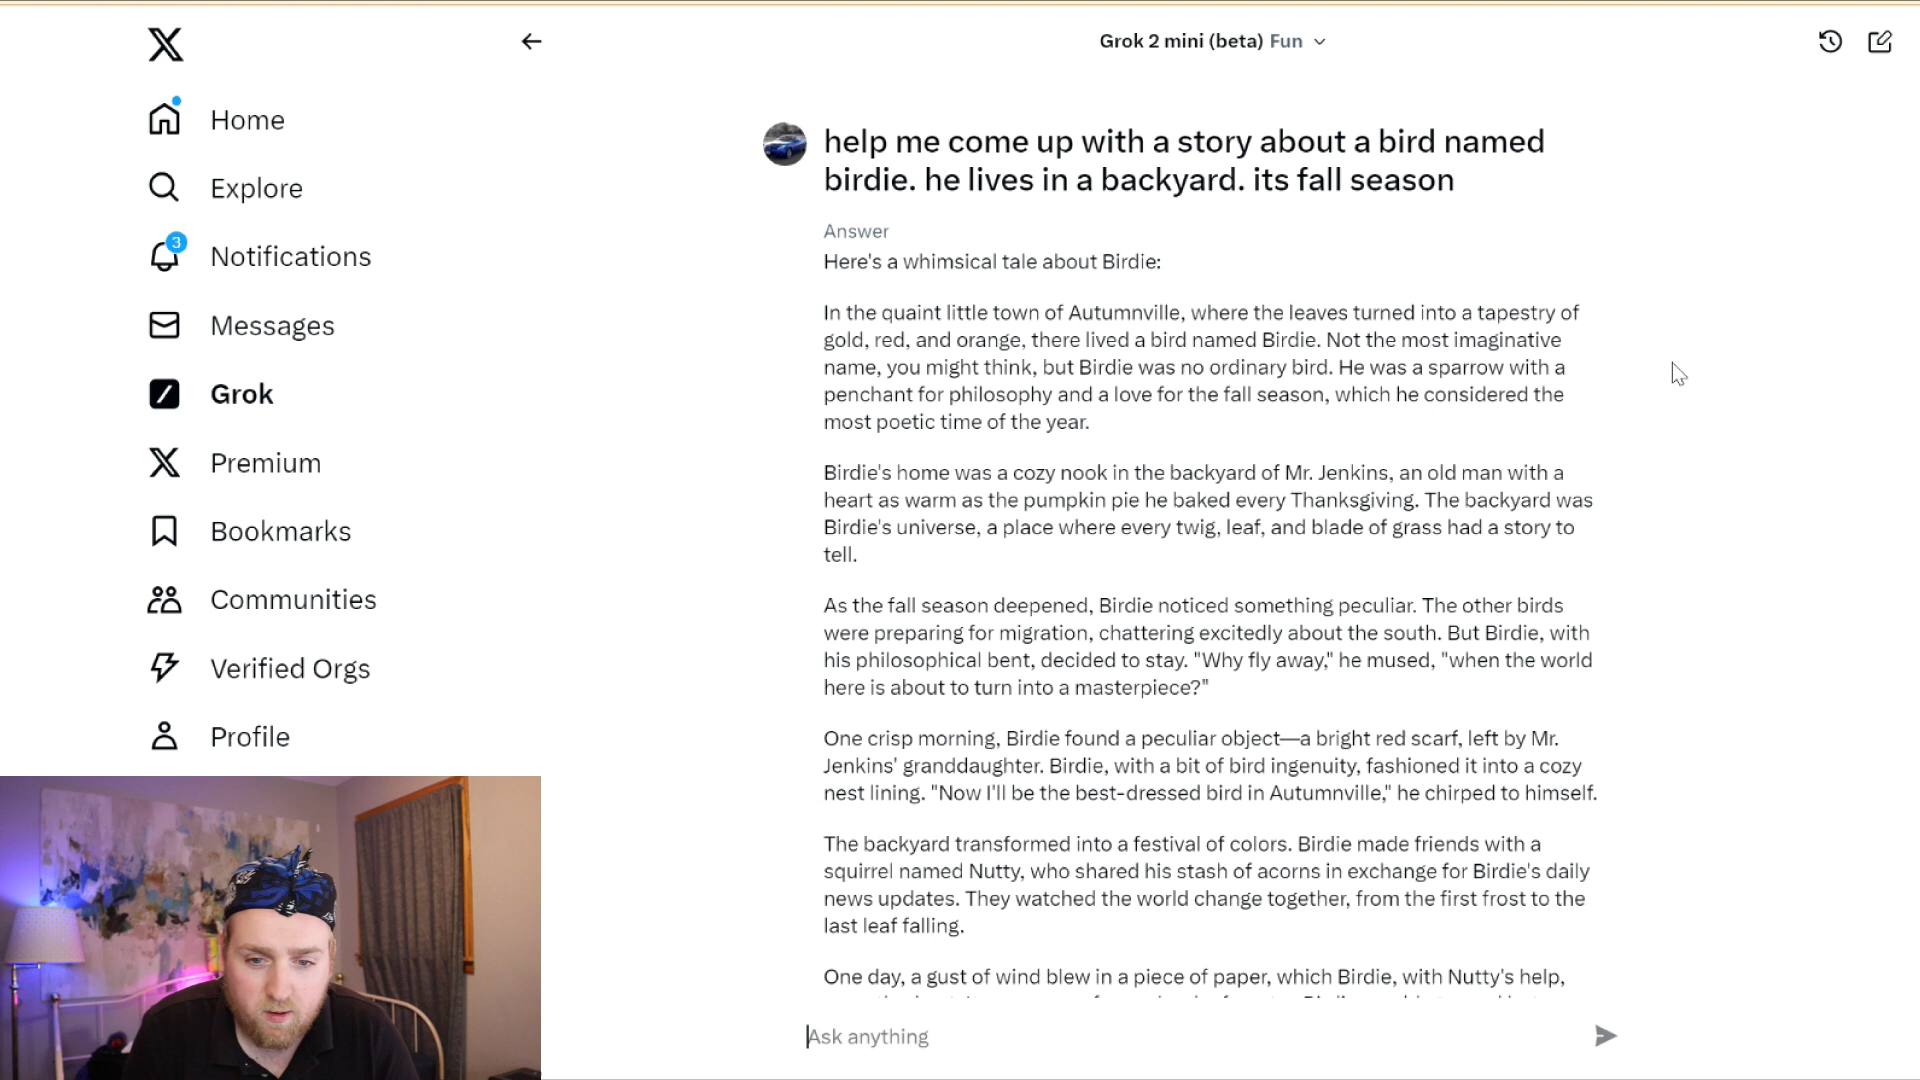 Grok 2 mini (beta) Fun
Home
Explore
3
Notifications
Messages
Grok
Premium
Bookmarks
Communities
Verified Orgs
Profile
help me come up with a story about a bird named
birdie. he lives in a backyard. its fall season
Answer
Here's a whimsical tale about Birdie:
In the quaint little town of Autumnville, where the leaves turned into a tapestry of
gold, red, and orange, there lived a bird named Birdie. Not the most imaginative
name, you might think, but Birdie was no ordinary bird. He was a sparrow with a
penchant for philosophy and a love for the fall season, which he considered the
most poetic time of the year.
Birdie's home was a cozy nook in the backyard of Mr. Jenkins, an old man with a
heart as warm as the pumpkin pie he baked every Thanksgiving. The backyard was
Birdie's universe, a place where every twig, leaf, and blade of grass had a story to
tell.
As the fall season deepened, Birdie noticed something peculiar. The other birds
were preparing for migration, chattering excitedly about the south. But Birdie, with
his philosophical bent, decided to stay. "Why fly away," he mused, "when the world
here is about to turn into a masterpiece?"
One crisp morning, Birdie found a peculiar object—a bright red scarf, left by Mr.
Jenkins' granddaughter. Birdie, with a bit of bird ingenuity, fashioned it into a cozy
nest lining. "Now I'll be the best-dressed bird in Autumnville," he chirped to himself.
The backyard transformed into a festival of colors. Birdie made friends with a
squirrel named Nutty, who shared his stash of acorns in exchange for Birdie's daily
news updates. They watched the world change together, from the first frost to the
last leaf falling.
One day, a gust of wind blew in a piece of paper, which Birdie, with Nutty's help,
Ask anything